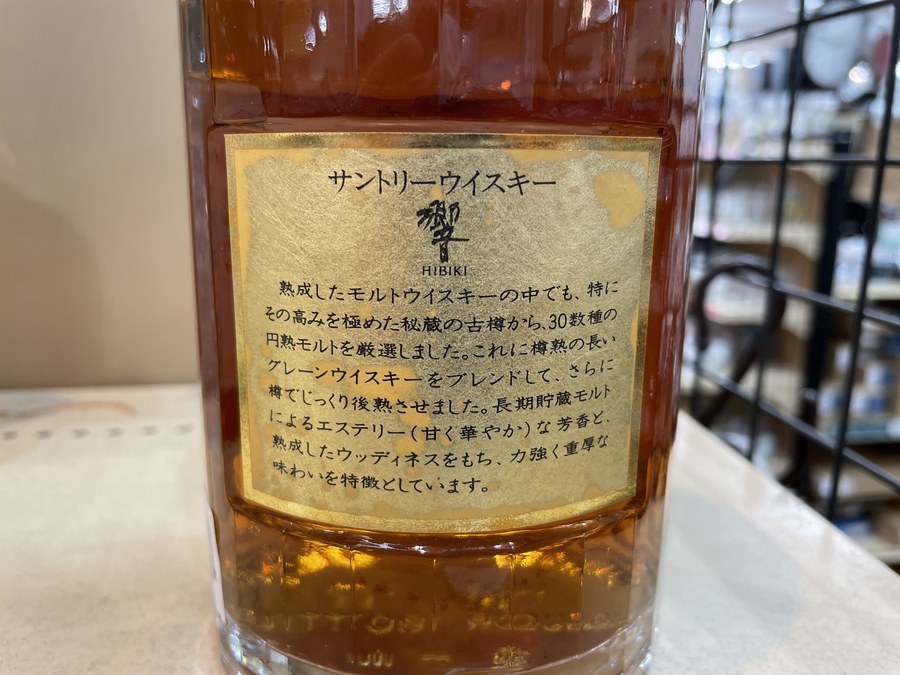 サントリーウイスキー
響
HIBIKI
熟成したモルトウイスキーの中でも、特に
その高みを極めた秘蔵の古樽から、30数種の
円熟モルトを厳選しました。これに樽熟の長い
グレーンウイスキーをブレンドして、さらに
樽でじっくり後熟させました。長期貯蔵モルト
によるエステリー(甘く華やか)な芳香と、
熟成したウッディネスをもち、力強く重厚な
味わいを特徴としています。